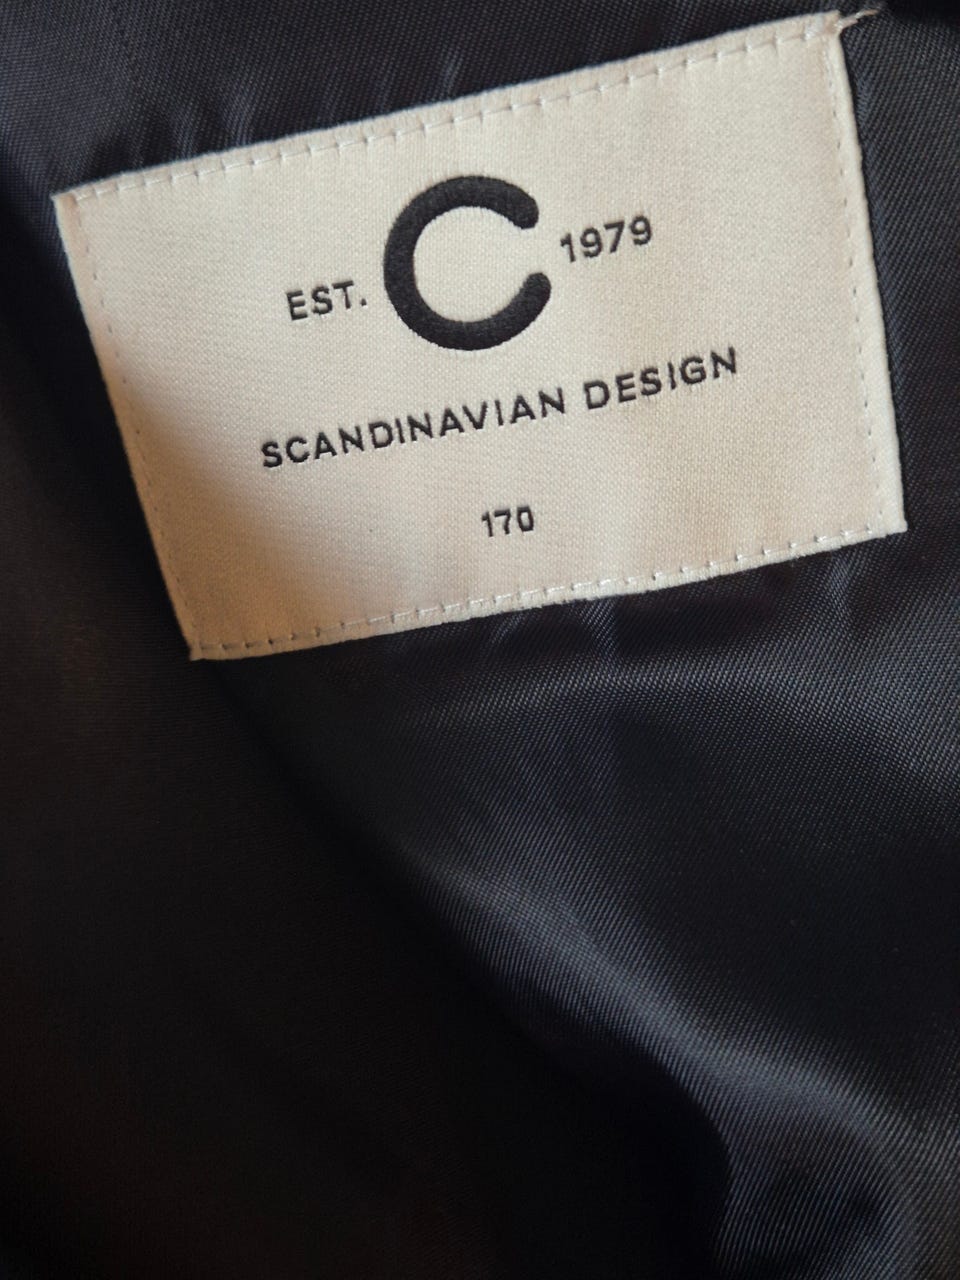 EST. C 1979
SCANDINAVIAN DESIGN
170